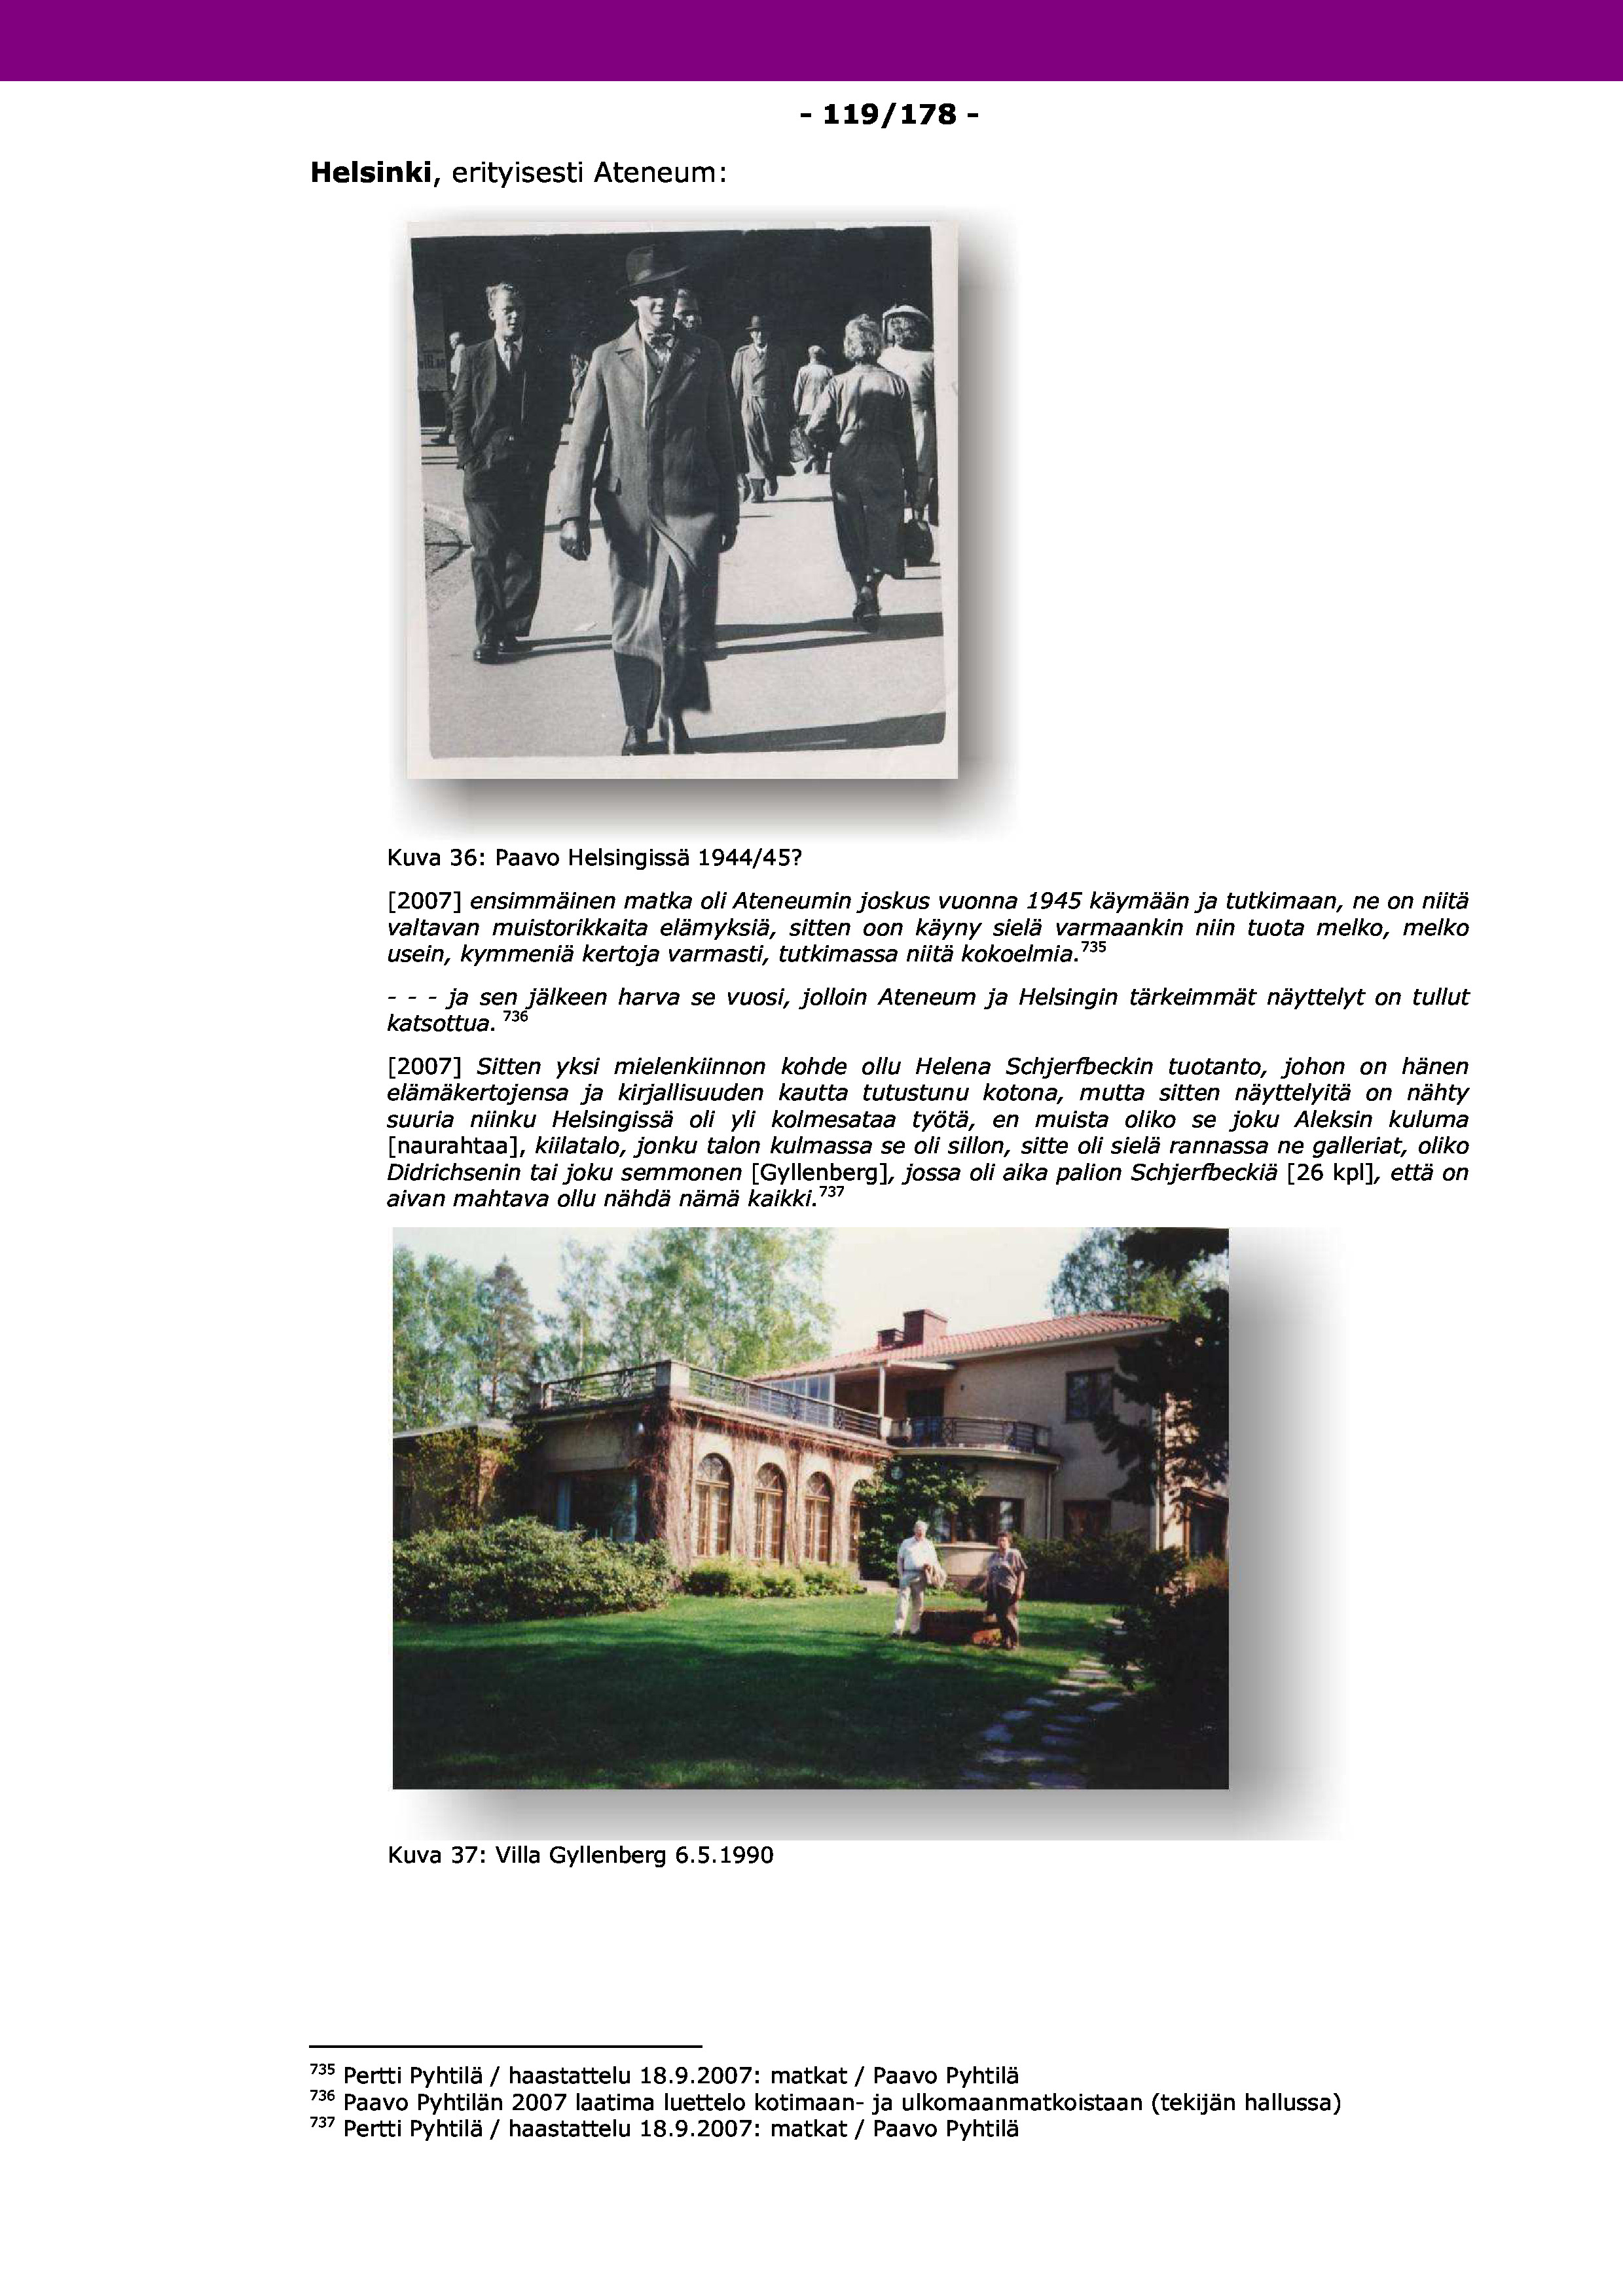 - 119/178 -
Helsinki, erityisesti Ateneum:
Kuva 36: Paavo Helsingissä 1944/45?
[2007] ensimmäinen matka oli Ateneumin joskus vuonna 1945 käymään ja tutkimaan, ne on niitä
valtavan muistorikkaita elämyksiä, sitten oon käyny sielä varmaankin niin tuota melko, melko
usein, kymmeniä kertoja varmasti, tutkimassa niitä kokoelmia.735
- - - ja sen jälkeen harva se vuosi, jolloin Ateneum ja Helsingin tärkeimmät näyttelyt on tullut
katsottua. 736
[2007] Sitten yksi mielenkiinnon kohde ollu Helena Schjerfbeckin tuotanto, johon on hänen
elämäkertojensa ja kirjallisuuden kautta tutustunu kotona, mutta sitten näyttelyitä on nähty
suuria niinku Helsingissä oli yli kolmesataa työtä, en muista oliko se joku Aleksin kuluma
[naurahtaa], kiilatalo, jonku talon kulmassa se oli sillon, sitte oli sielä rannassa ne galleriat, oliko
Didrichsenin tai joku semmonen [Gyllenberg], jossa oli aika palion Schjerfbeckiä [26 kpl], että on
aivan mahtava ollu nähdä nämä kaikki.737
Kuva 37: Villa Gyllenberg 6.5.1990
735 Pertti Pyhtilä / haastattelu 18.9.2007: matkat / Paavo Pyhtilä
736 Paavo Pyhtilän 2007 laatima luettelo kotimaan- ja ulkomaanmatkoistaan (tekijän hallussa)
737 Pertti Pyhtilä / haastattelu 18.9.2007: matkat / Paavo Pyhtilä